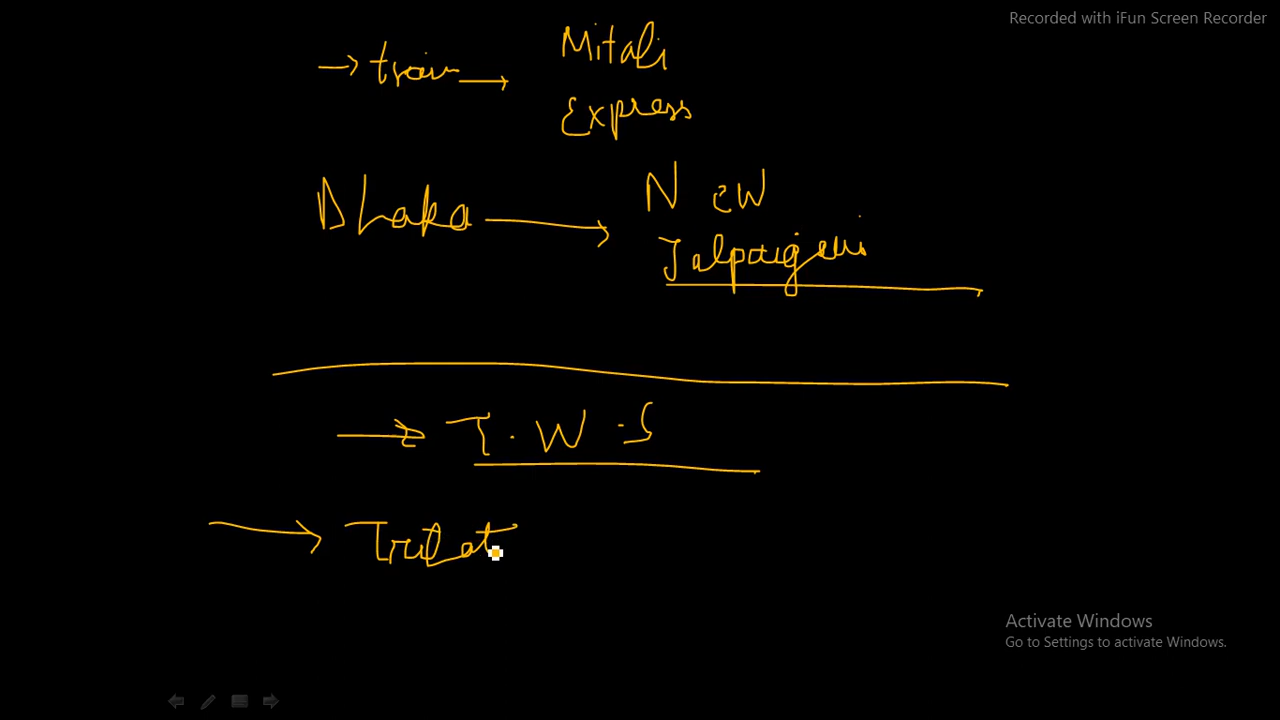 Recorded with iFun Screen Recorder
→ train → Mitali
Express
Dhaka → New
Jalpaiguri
→ T.W.S
→
Activate Windows
Go to Settings to activate Windows.